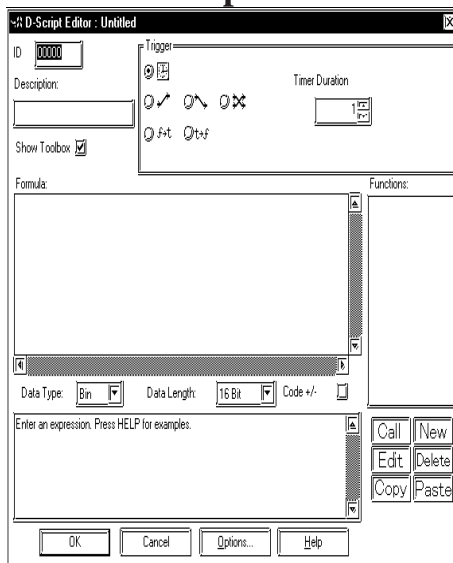 D-Script Editor : Untitled
ID 00000
Trigger
Description:
Timer Duration
1
f→t t→f
Show Toolbox
Formula:
Functions:
Data Type: Bin Data Length: 16 Bit Code +/-
Enter an expression. Press HELP for examples.
Call New
Edit Delete
Copy Paste
OK Cancel Options... Help